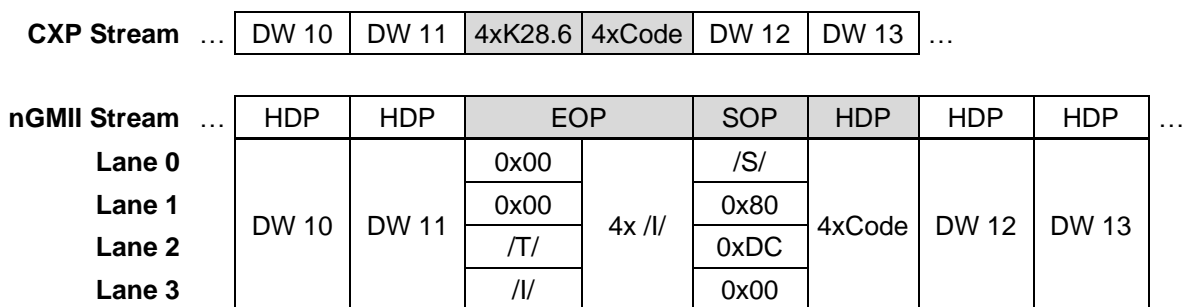 CXP Stream … DW 10 DW 11 4xK28.6 4xCode DW 12 DW 13 …
nGMII Stream … HDP HDP EOP SOP HDP HDP HDP …
Lane 0 0x00 /S/
Lane 1 0x00 0x80
DW 10 DW 11 4x /I/ 4xCode DW 12 DW 13
Lane 2 /T/ 0xDC
Lane 3 /I/ 0x00